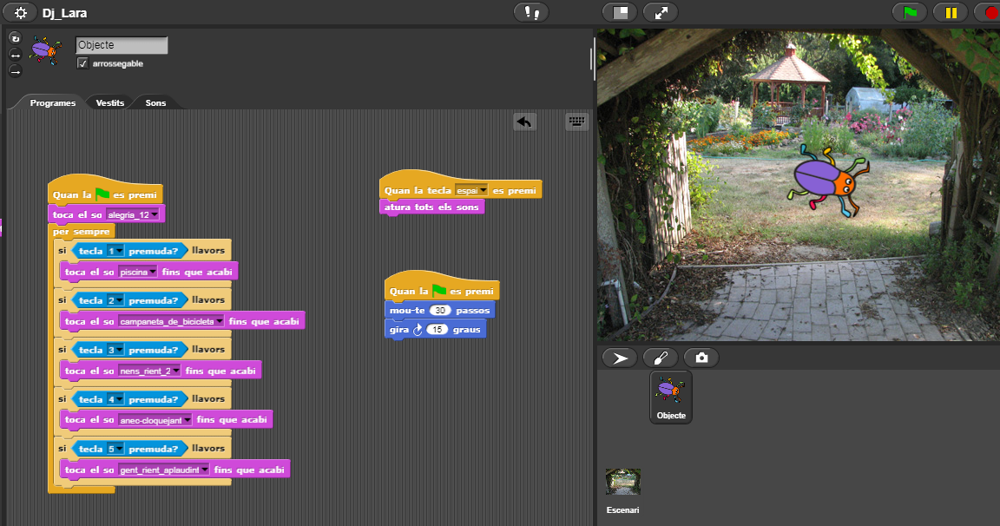 Dj_Lara
Objecte
arrossegable
Programes
Vestits
Sons
Quan la es premi
toca el so alegria_12
per sempre
si tecla 1 premuda? llavors
toca el so piscina fins que acabi
si tecla 2 premuda? llavors
toca el so campaneta_de_bicicleta fins que acabi
si tecla 3 premuda? llavors
toca el so nens_rient_2 fins que acabi
si tecla 4 premuda? llavors
toca el so anec-cloquejant fins que acabi
si tecla 5 premuda? llavors
toca el so gent_rient_aplaudint fins que acabi
Quan la tecla espai es premi
atura tots els sons
Quan la es premi
mou-te 30 passos
gira 15 graus
Objecte
Escenari